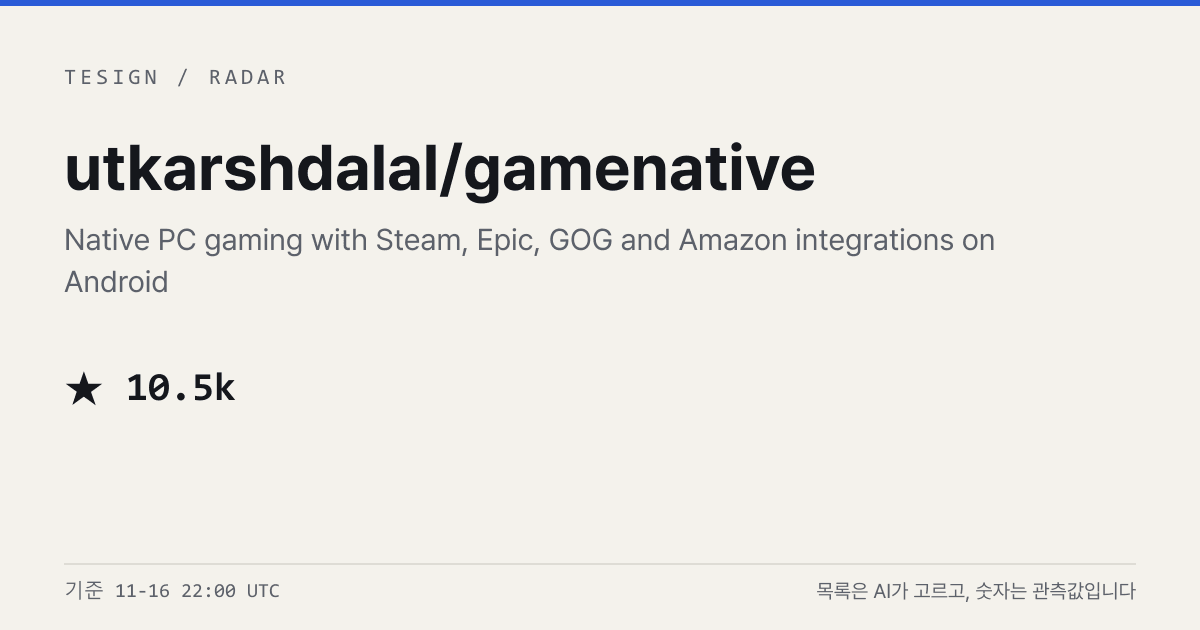 TESIGN / RADAR
utkarshdalal/gamenative
Native PC gaming with Steam, Epic, GOG and Amazon integrations on
Android
★ 10.5k
기준 11-16 22:00 UTC
목록은 AI가 고르고, 숫자는 관측값입니다